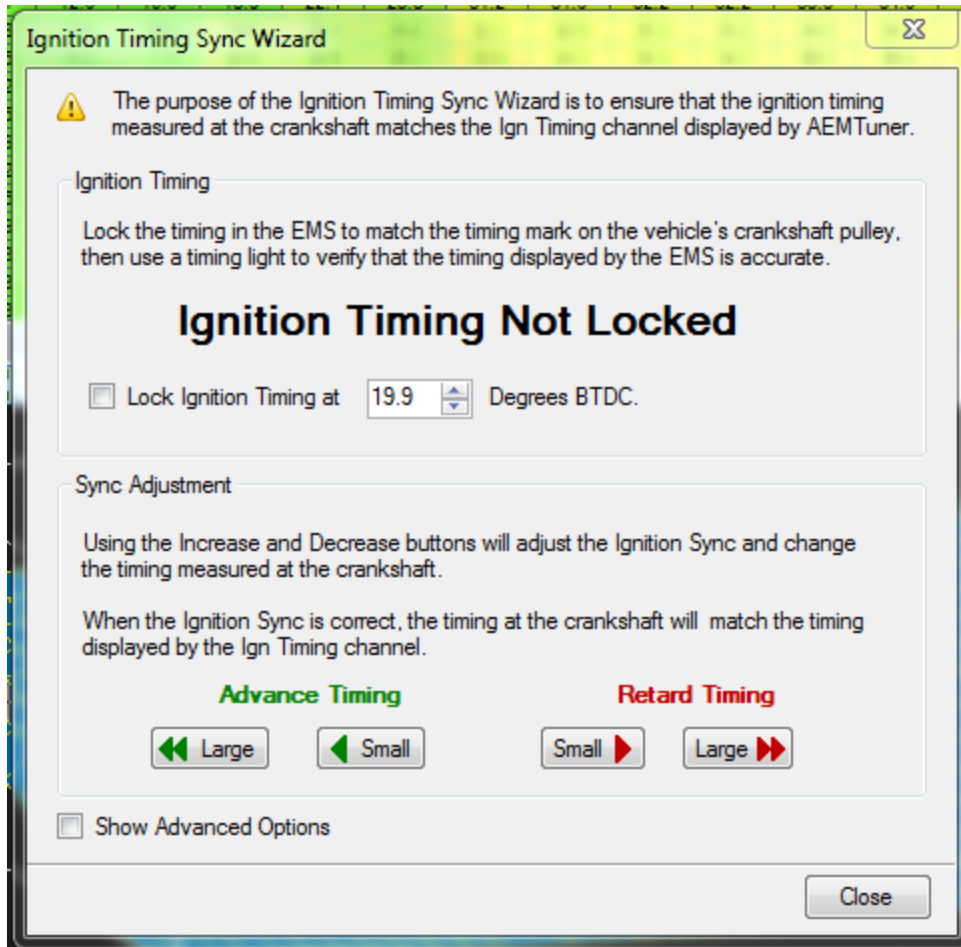 Ignition Timing Sync Wizard
The purpose of the Ignition Timing Sync Wizard is to ensure that the ignition timing
measured at the crankshaft matches the Ign Timing channel displayed by AEMTuner.
Ignition Timing
Lock the timing in the EMS to match the timing mark on the vehicle's crankshaft pulley,
then use a timing light to verify that the timing displayed by the EMS is accurate.
Ignition Timing Not Locked
Lock Ignition Timing at 19.9 Degrees BTDC.
Sync Adjustment
Using the Increase and Decrease buttons will adjust the Ignition Sync and change
the timing measured at the crankshaft.
When the Ignition Sync is correct, the timing at the crankshaft will match the timing
displayed by the Ign Timing channel.
Advance Timing Retard Timing
Large Small Small Large
Show Advanced Options
Close